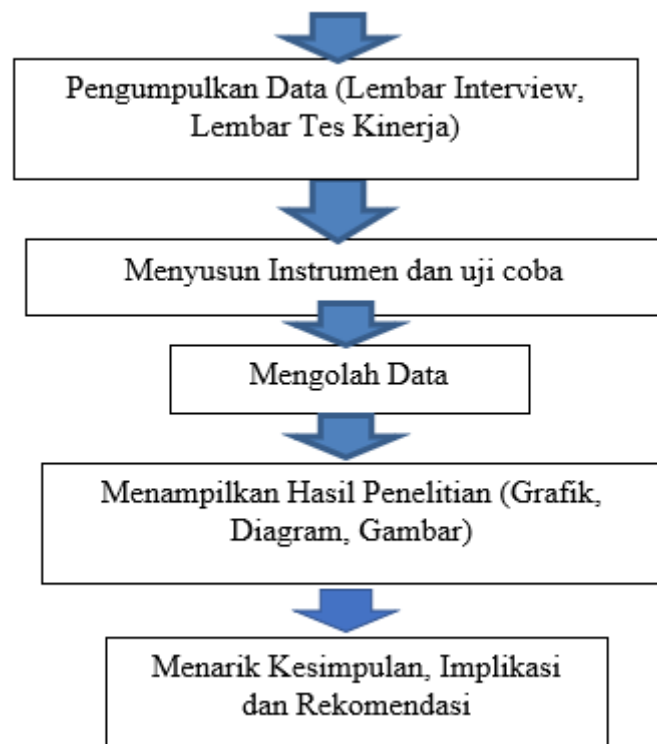 Pengumpulkan Data (Lembar Interview,
Lembar Tes Kinerja)
Menyusun Instrumen dan uji coba
Mengolah Data
Menampilkan Hasil Penelitian (Grafik,
Diagram, Gambar)
Menarik Kesimpulan, Implikasi
dan Rekomendasi